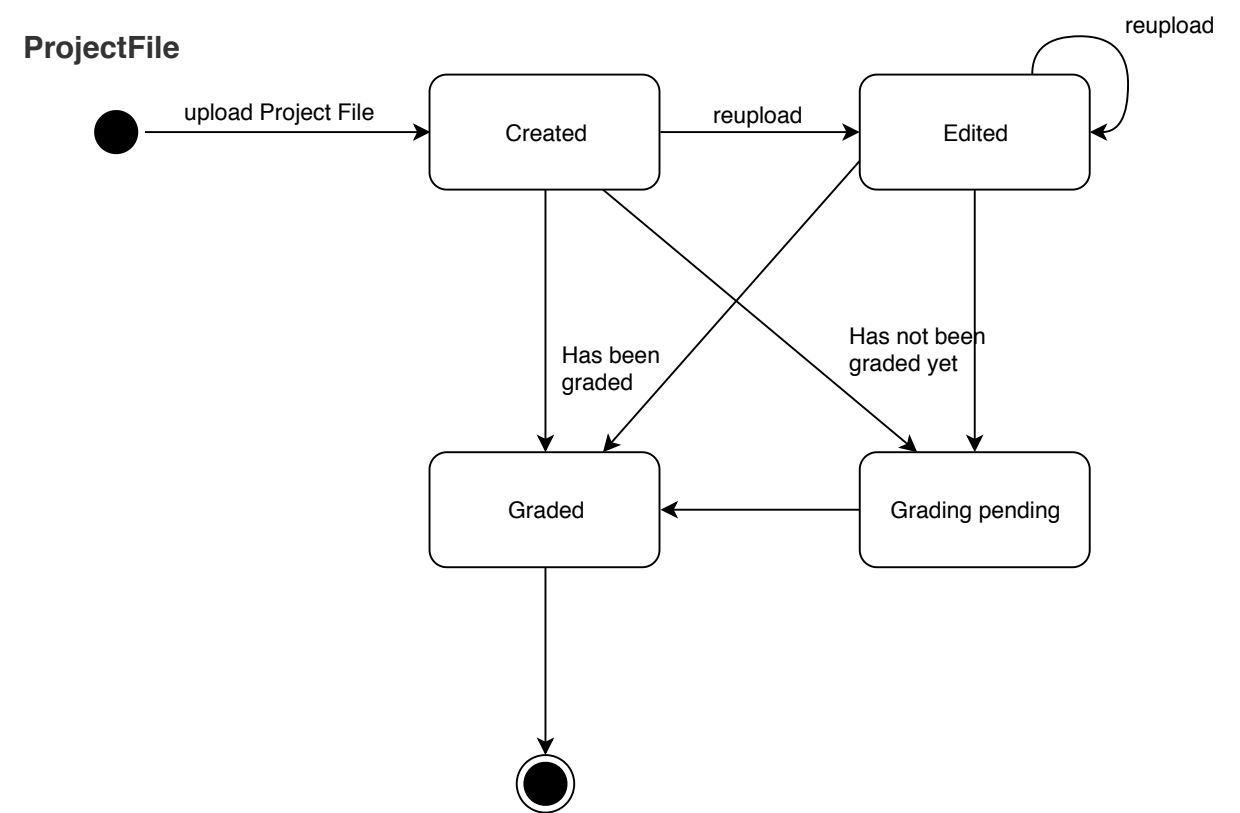 ProjectFile
reupload
upload Project File
Created
reupload
Edited
Has been
graded
Has not been
graded yet
Graded
Grading pending